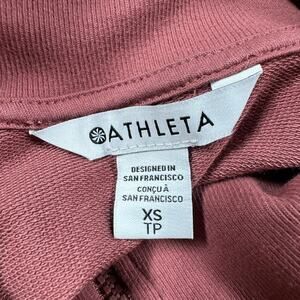 ATHLETA
DESIGNED IN
SAN FRANCISCO
CONÇU À
SAN FRANCISCO
XS
TP